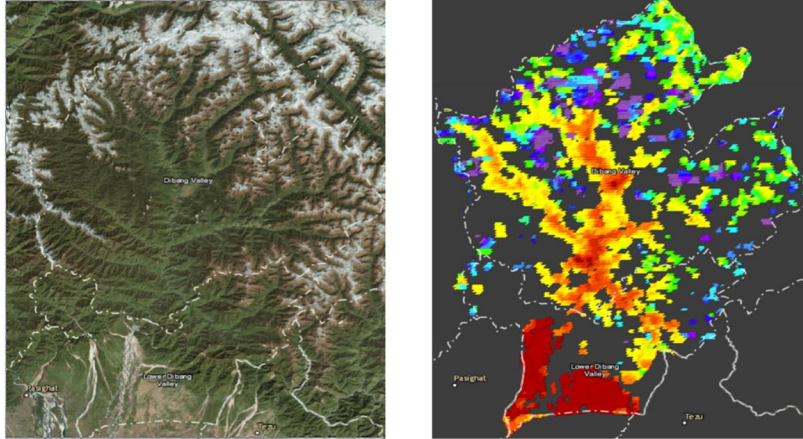 Dibang Valley
Lower Dibang
Valley
Pasighat
Tezu
Dibang Valley
Lower Dibang
Valley
Pasighat
Tezu